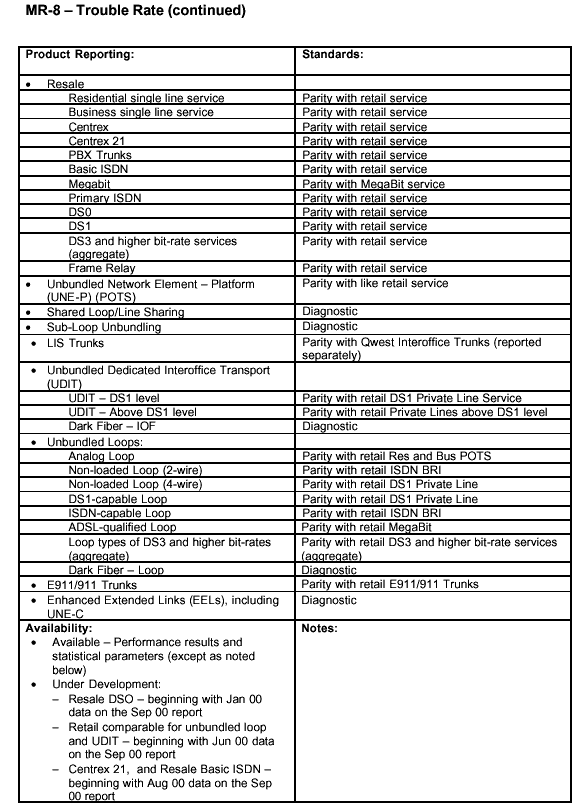 MR-8 – Trouble Rate (continued)
Product Reporting: Standards:
• Resale
Residential single line service Parity with retail service
Business single line service Parity with retail service
Centrex Parity with retail service
Centrex 21 Parity with retail service
PBX Trunks Parity with retail service
Basic ISDN Parity with retail service
Megabit Parity with MegaBit service
Primary ISDN Parity with retail service
DS0 Parity with retail service
DS1 Parity with retail service
DS3 and higher bit-rate services Parity with retail service
(aggregate)
Frame Relay Parity with retail service
• Unbundled Network Element – Platform Parity with like retail service
(UNE-P) (POTS)
• Shared Loop/Line Sharing Diagnostic
• Sub-Loop Unbundling Diagnostic
• LIS Trunks Parity with Qwest Interoffice Trunks (reported
separately)
• Unbundled Dedicated Interoffice Transport
(UDIT)
UDIT – DS1 level Parity with retail DS1 Private Line Service
UDIT – Above DS1 level Parity with retail Private Lines above DS1 level
Dark Fiber – IOF Diagnostic
• Unbundled Loops:
Analog Loop Parity with retail Res and Bus POTS
Non-loaded Loop (2-wire) Parity with retail ISDN BRI
Non-loaded Loop (4-wire) Parity with retail DS1 Private Line
DS1-capable Loop Parity with retail DS1 Private Line
ISDN-capable Loop Parity with retail ISDN BRI
ADSL-qualified Loop Parity with retail MegaBit
Loop types of DS3 and higher bit-rates Parity with retail DS3 and higher bit-rate services
(aggregate) (aggregate)
Dark Fiber – Loop Diagnostic
• E911/911 Trunks Parity with retail E911/911 Trunks
• Enhanced Extended Links (EELs), including Diagnostic
UNE-C
Availability: Notes:
• Available – Performance results and
statistical parameters (except as noted
below)
• Under Development:
– Resale DSO – beginning with Jan 00
data on the Sep 00 report
– Retail comparable for unbundled loop
and UDIT – beginning with Jun 00 data
on the Sep 00 report
– Centrex 21, and Resale Basic ISDN –
beginning with Aug 00 data on the Sep
00 report